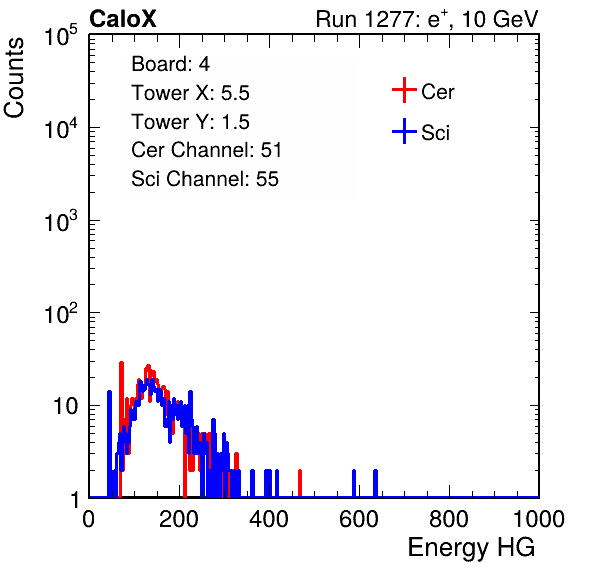 CaloX Run 1277: e⁺, 10 GeV
Counts
10⁵
10⁴
10³
10²
10
1
Board: 4
Tower X: 5.5
Tower Y: 1.5
Cer Channel: 51
Sci Channel: 55
Cer
Sci
0 200 400 600 800 1000
Energy HG